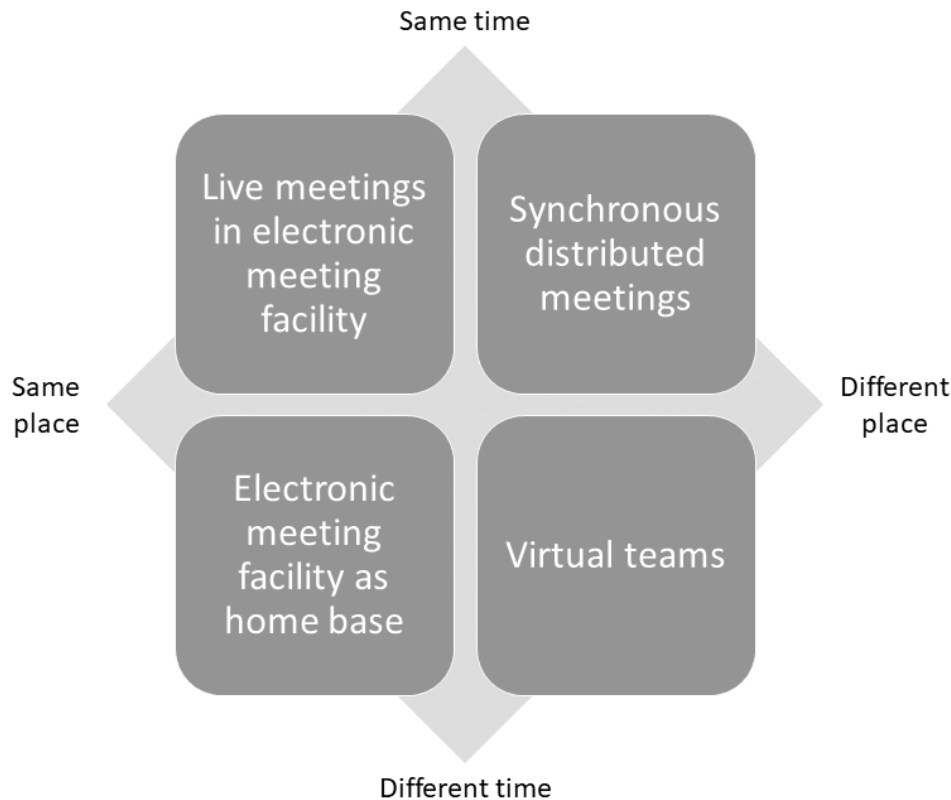 Same time
Live meetings
in electronic
meeting
facility
Synchronous
distributed
meetings
Same
place
Different
place
Electronic
meeting
facility as
home base
Virtual teams
Different time